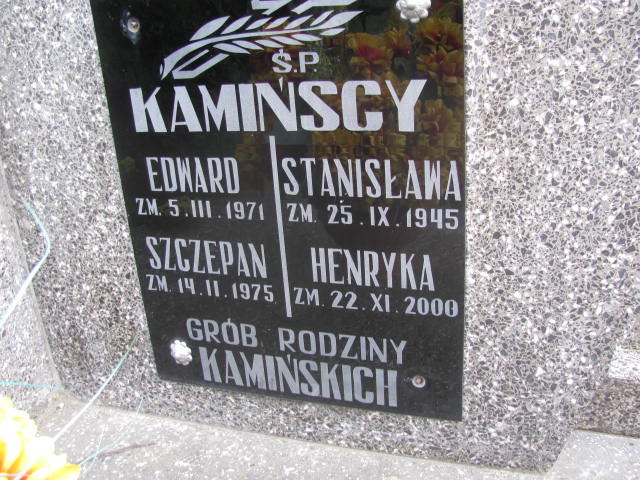 Ś.P.
KAMIŃSCY
EDWARD
ZM. 5.III.1971
STANISŁAWA
ZM. 25.IX.1945
SZCZEPAN
ZM. 14.II.1975
HENRYKA
ZM. 22.XI.2000
GRÓB RODZINY
KAMIŃSKICH